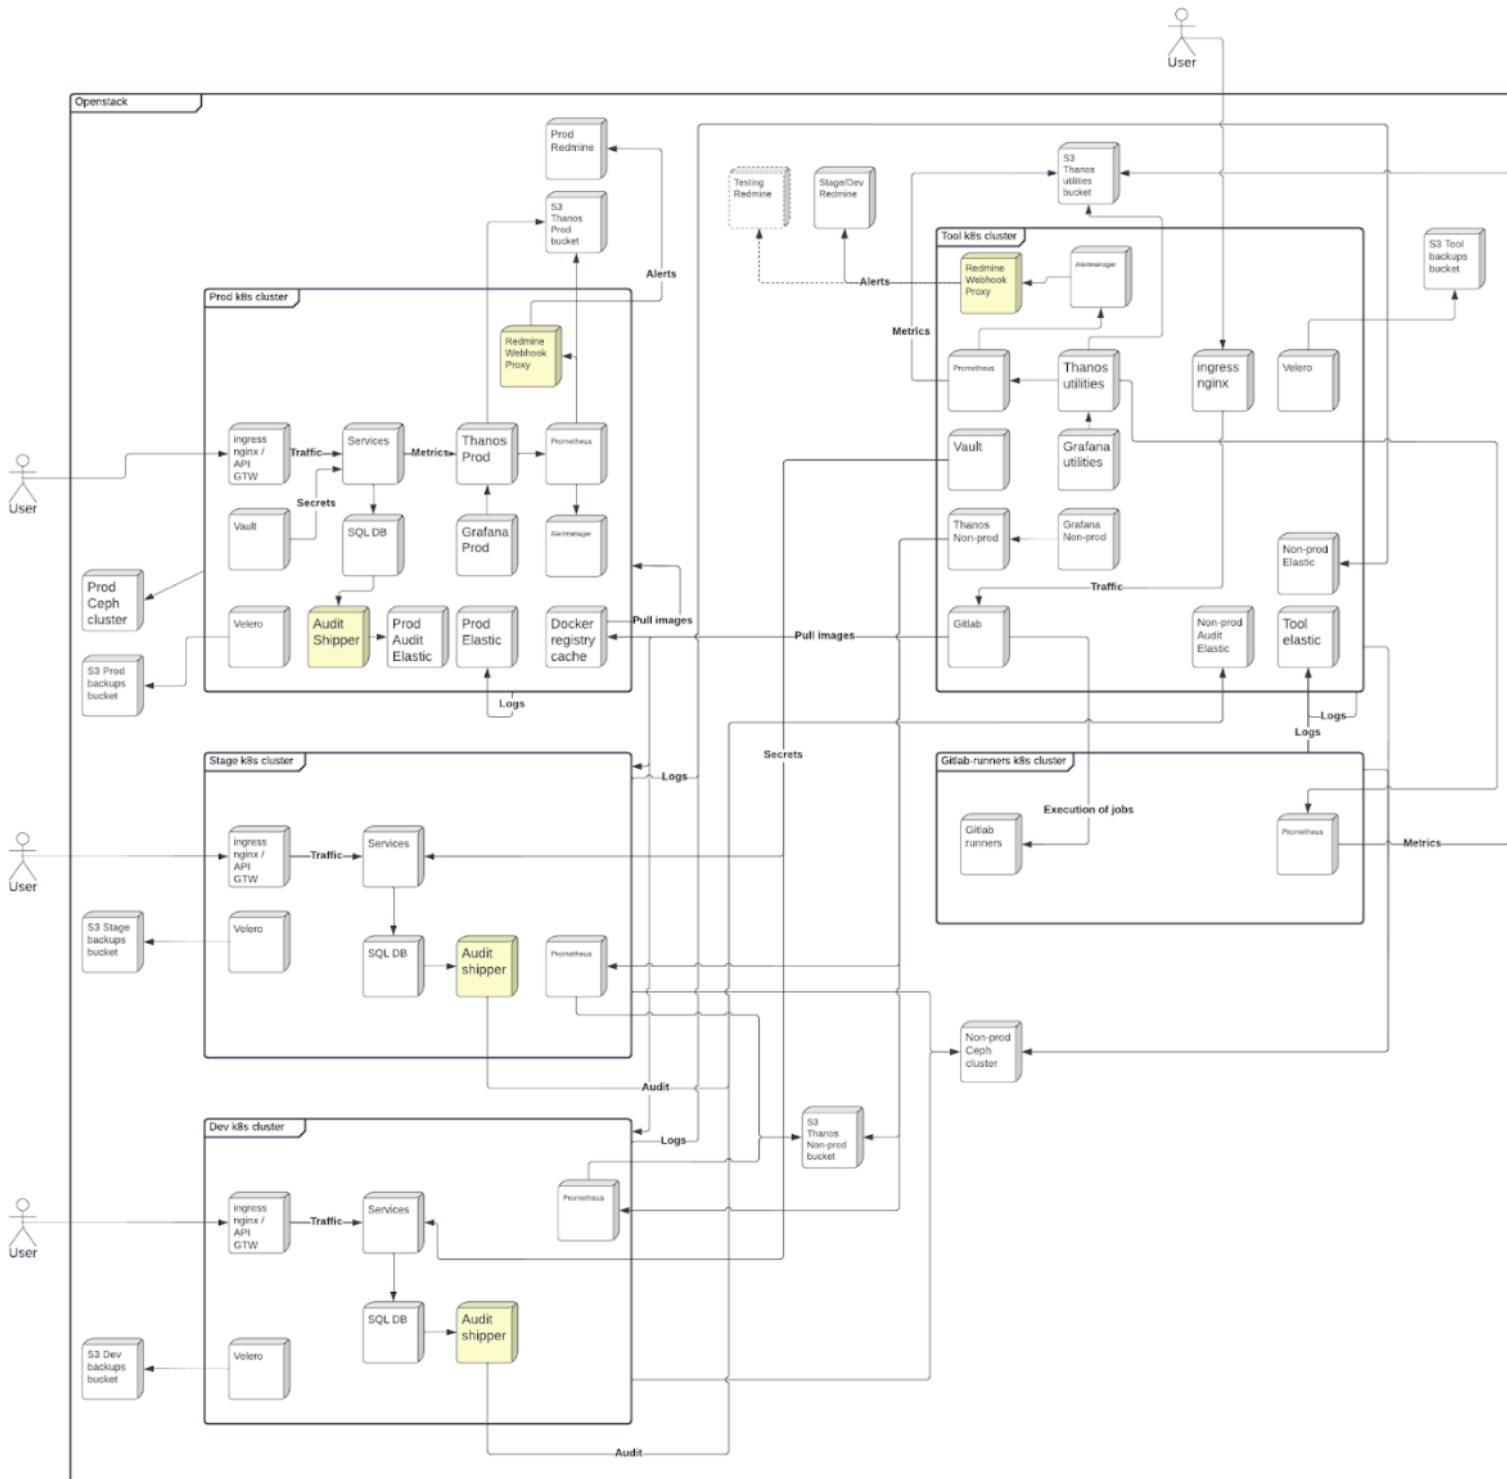 User
Openstack
Prod
Redmine
S3
Thanos
Prod
bucket
Alerts
Testing
Redmine
Stage/Dev
Redmine
S3
Thanos
utilities
bucket
S3 Tool
backups
bucket
Prod k8s cluster
Redmine
Webhook
Proxy
User
ingress
nginx /
API
GTW
Traffic
Services
Metrics
Thanos
Prod
Prometheus
Secrets
Vault
SQL DB
Grafana
Prod
Alertmanager
Prod
Ceph
cluster
Velero
Audit
Shipper
Prod
Audit
Elastic
Prod
Elastic
Docker
registry
cache
Pull images
S3 Prod
backups
bucket
Logs
Tool k8s cluster
Redmine
Webhook
Proxy
Alertmanager
Alerts
Metrics
Prometheus
Thanos
utilities
ingress
nginx
Velero
Vault
Grafana
utilities
Thanos
Non-prod
Grafana
Non-prod
Non-prod
Elastic
Traffic
Pull images
Gitlab
Non-prod
Audit
Elastic
Tool
elastic
Logs
Logs
Secrets
Stage k8s cluster
Logs
User
ingress
nginx /
API
GTW
Traffic
Services
S3 Stage
backups
bucket
Velero
SQL DB
Audit
shipper
Prometheus
Audit
Gitlab-runners k8s cluster
Execution of jobs
Gitlab
runners
Prometheus
Metrics
Non-prod
Ceph
cluster
S3
Thanos
Non-prod
bucket
Dev k8s cluster
Logs
Prometheus
User
ingress
nginx /
API
GTW
Traffic
Services
SQL DB
Audit
shipper
S3 Dev
backups
bucket
Velero
Audit